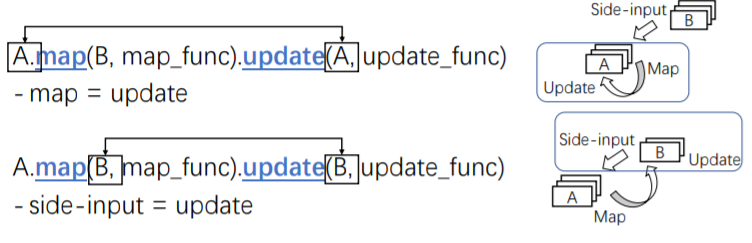 A.map(B, map_func).update(A, update_func)
- map = update
Side-input
B
A
Map
Update
A.map(B, map_func).update(B, update_func)
- side-input = update
Side-input
B
Update
A
Map